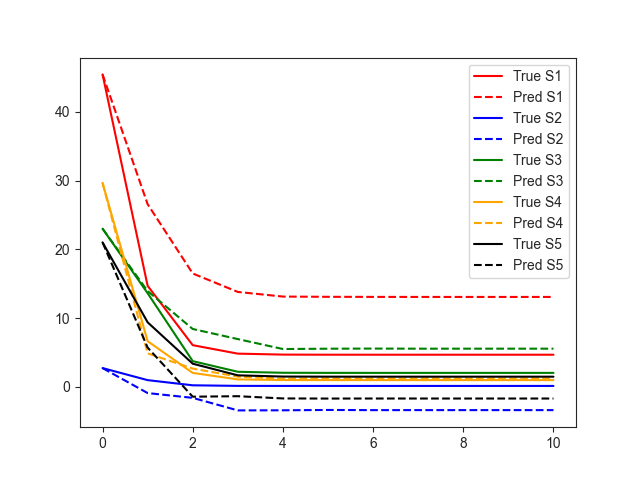 40
30
20
10
0
0
2
4
6
8
10
True S1
Pred S1
True S2
Pred S2
True S3
Pred S3
True S4
Pred S4
True S5
Pred S5